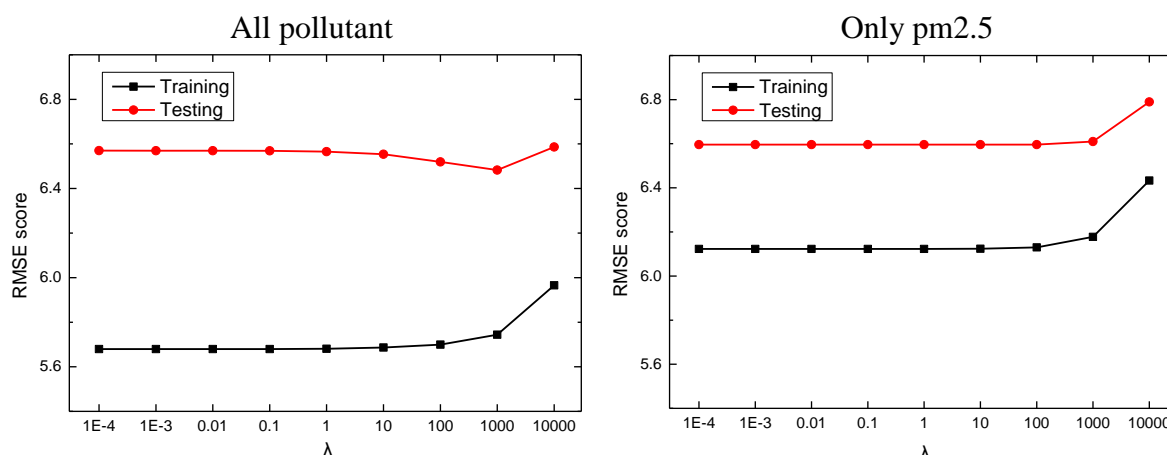 All pollutant
Training
Testing
RMSE score
6.8
6.4
6.0
5.6
1E-4 1E-3 0.01 0.1 1 10 100 1000 10000
λ
Only pm2.5
Training
Testing
RMSE score
6.8
6.4
6.0
5.6
1E-4 1E-3 0.01 0.1 1 10 100 1000 10000
λ